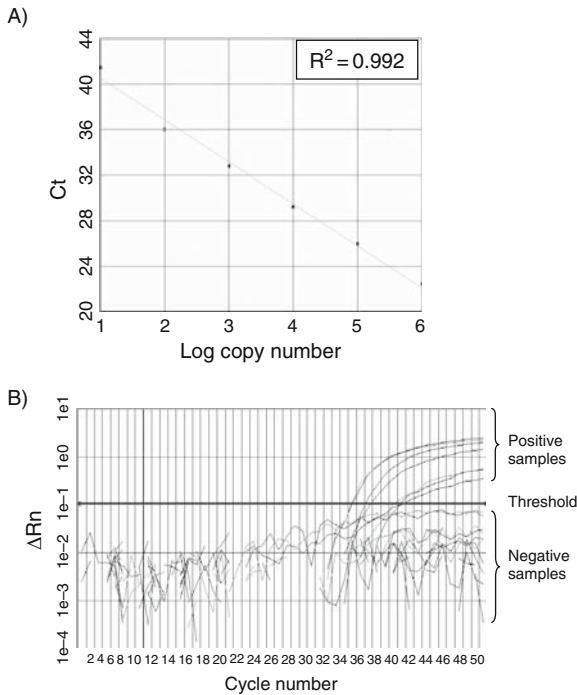 A)
R² = 0.992
Ct
44
40
36
32
28
24
20
1 2 3 4 5 6
Log copy number
B)
ΔRn
1e1
1e0
1e−1
1e−2
1e−3
1e−4
Positive
samples
Threshold
Negative
samples
2 4 6 8 10 12 14 16 18 20 22 24 26 28 30 32 34 36 38 40 42 44 46 48 50
Cycle number